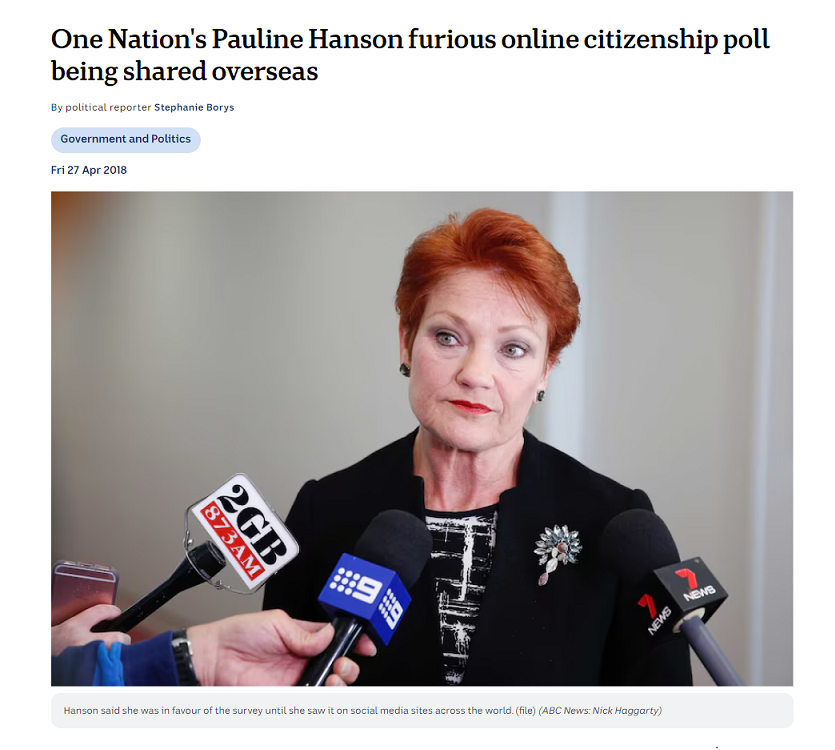 One Nation's Pauline Hanson furious online citizenship poll
being shared overseas
By political reporter Stephanie Borys
Government and Politics
Fri 27 Apr 2018
2GB
873AM
9
9
7
NEWS
7
NEWS
Hanson said she was in favour of the survey until she saw it on social media sites across the world. (file) (ABC News: Nick Haggarty)